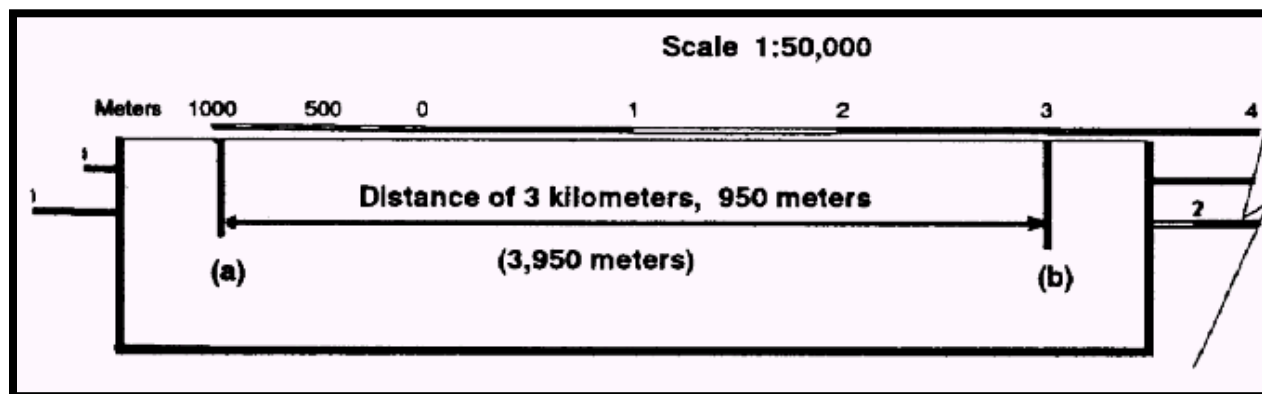 Scale 1:50,000
Meters 1000 500 0 1 2 3 4
Distance of 3 kilometers, 950 meters
2
(3,950 meters)
(a)
(b)